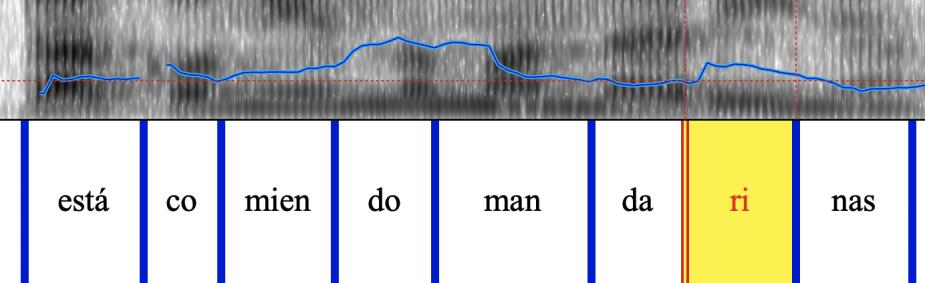 está co mien do man da ri nas